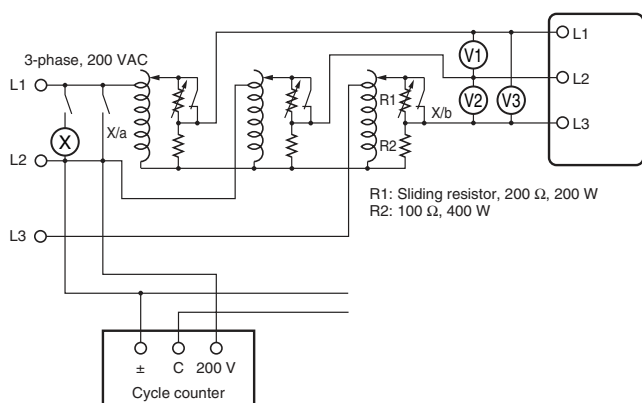 3-phase, 200 VAC
L1
X/a
X
L2
L3
R1
R2
X/b
V1
V2
V3
L1
L2
L3
R1: Sliding resistor, 200 Ω, 200 W
R2: 100 Ω, 400 W
± C 200 V
Cycle counter